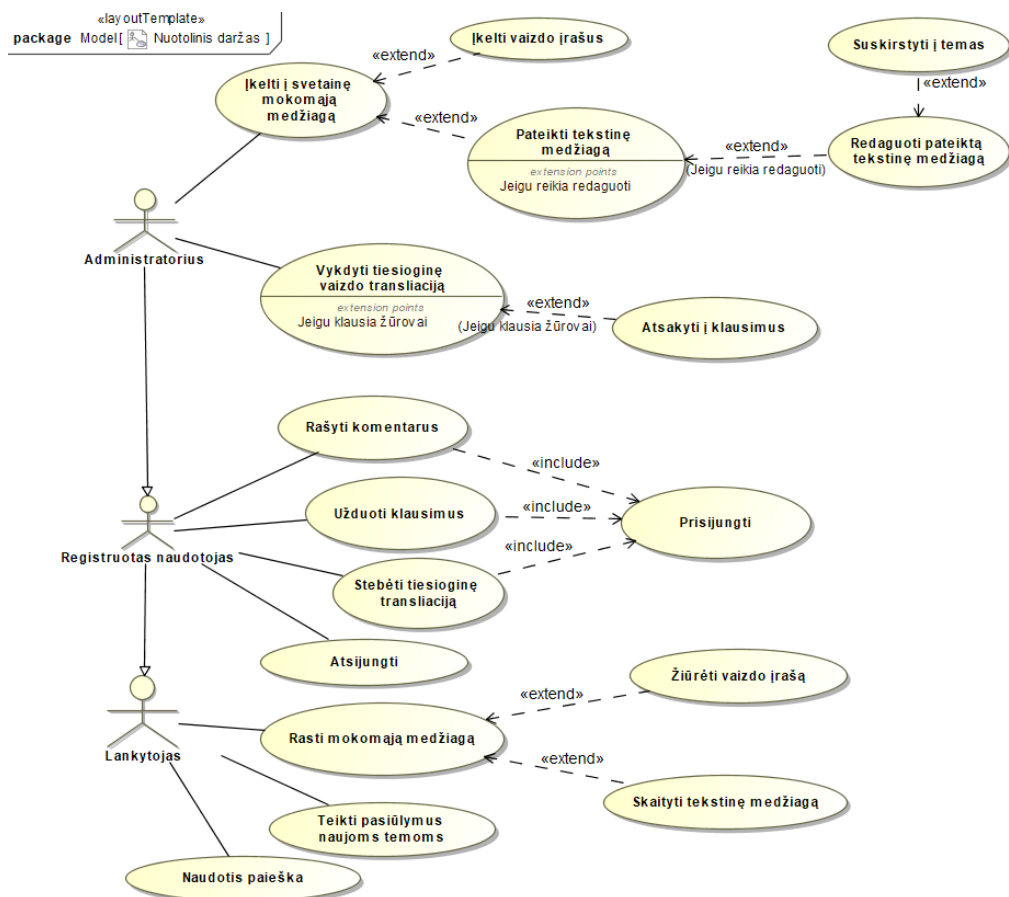 «layoutTemplate»
package Model [ Nuotolinis daržas ]
Įkelti vaizdo įrašus
Suskirstyti į temas
«extend»
«extend»
Įkelti į svetainę
mokomąją
medžiagą
«extend»
Pateikti tekstinę
medžiagą
extension points
Jeigu reikia redaguoti
«extend»
(Jeigu reikia redaguoti)
Redaguoti pateiktą
tekstinę medžiagą
Administratorius
Vykdyti tiesioginę
vaizdo transliaciją
extension points
Jeigu klausia žūrovai
«extend»
(Jeigu klausia žūrovai)
Atsakyti į klausimus
Rašyti komentarus
«include»
Užduoti klausimus
«include»
Prisijungti
«include»
Registruotas naudotojas
Stebėti tiesioginę
transliaciją
Atsijungti
Žiūrėti vaizdo įrašą
«extend»
Rasti mokomąją medžiagą
«extend»
Lankytojas
Skaityti tekstinę medžiagą
Teikti pasiūlymus
naujoms temoms
Naudotis paieška